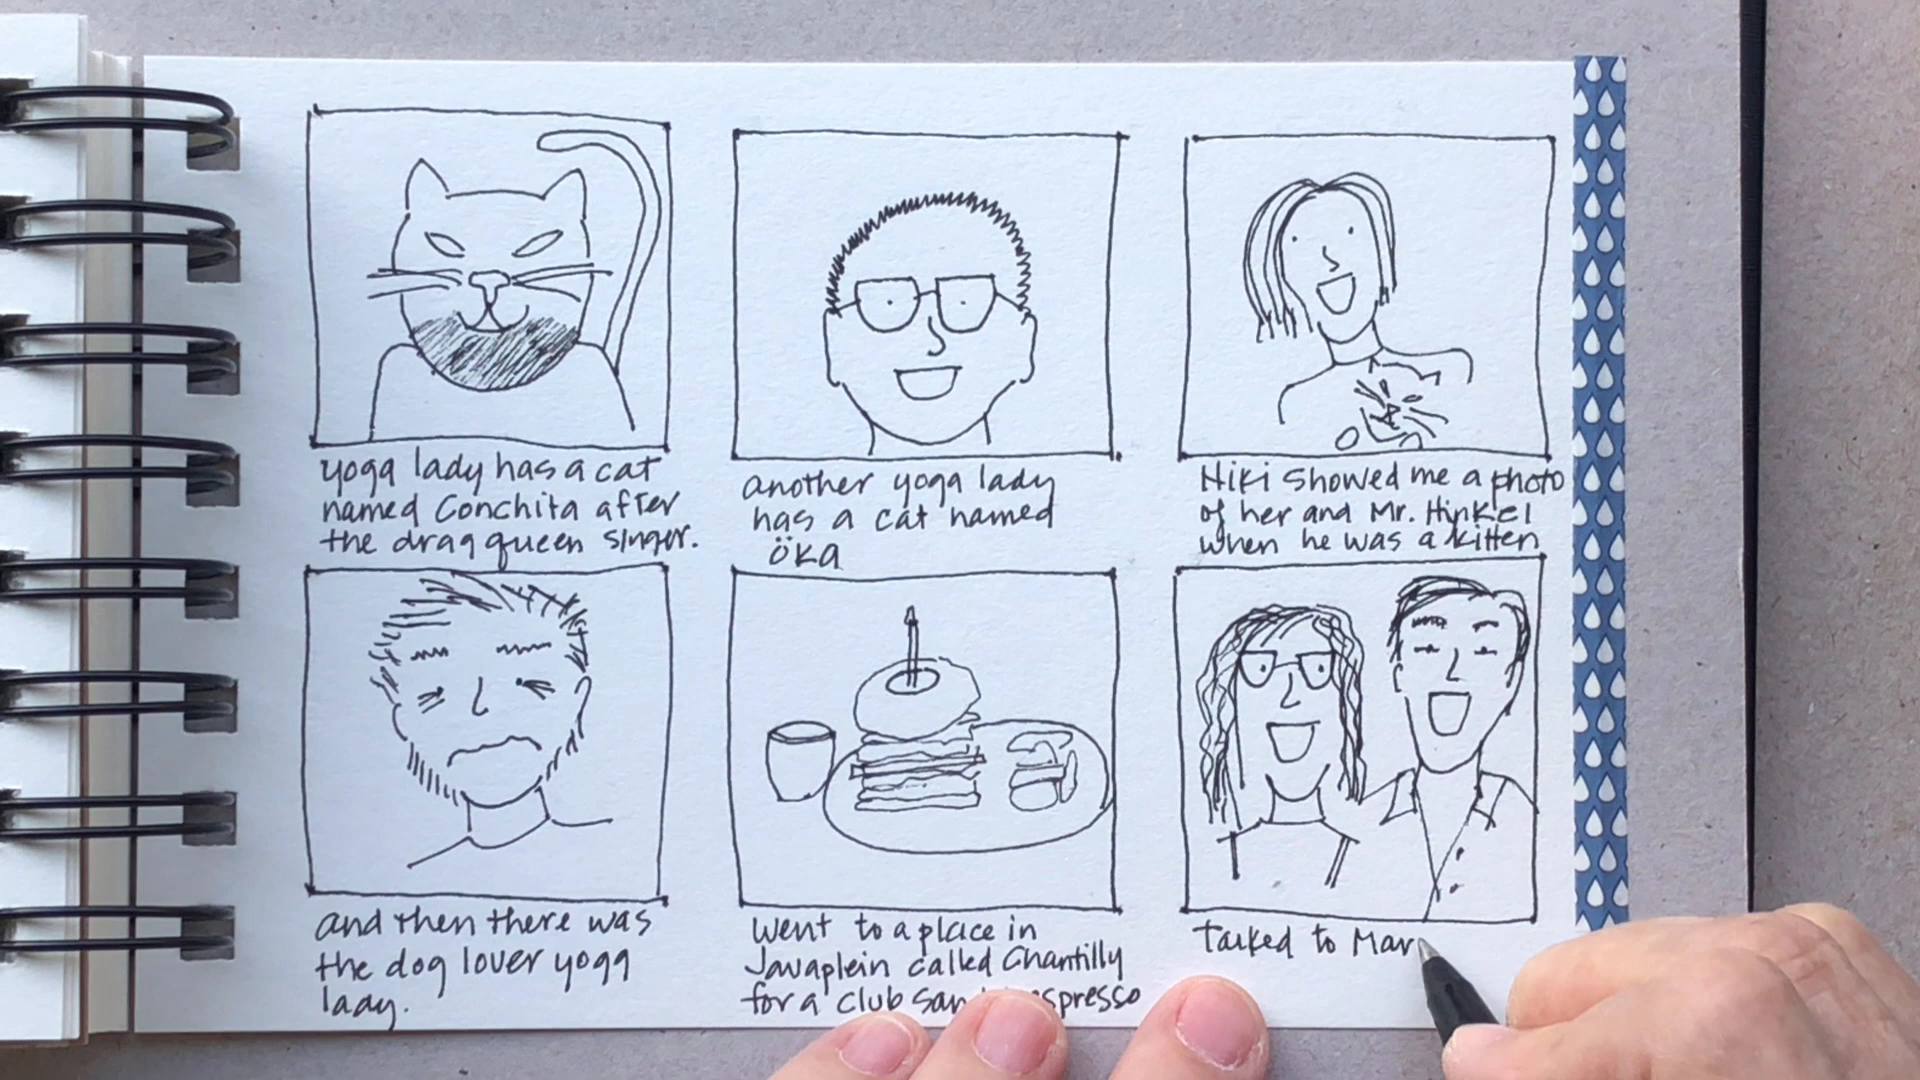 yoga lady has a cat
named Conchita after
the drag queen singer.
another yoga lady
has a cat named
öka
Niki showed me a photo
of her and Mr. Hinkel
when he was a kitten
and then there was
the dog lover yoga
lady.
Went to a place in
Javaplein called Chantilly
for a club
Talked to Mar